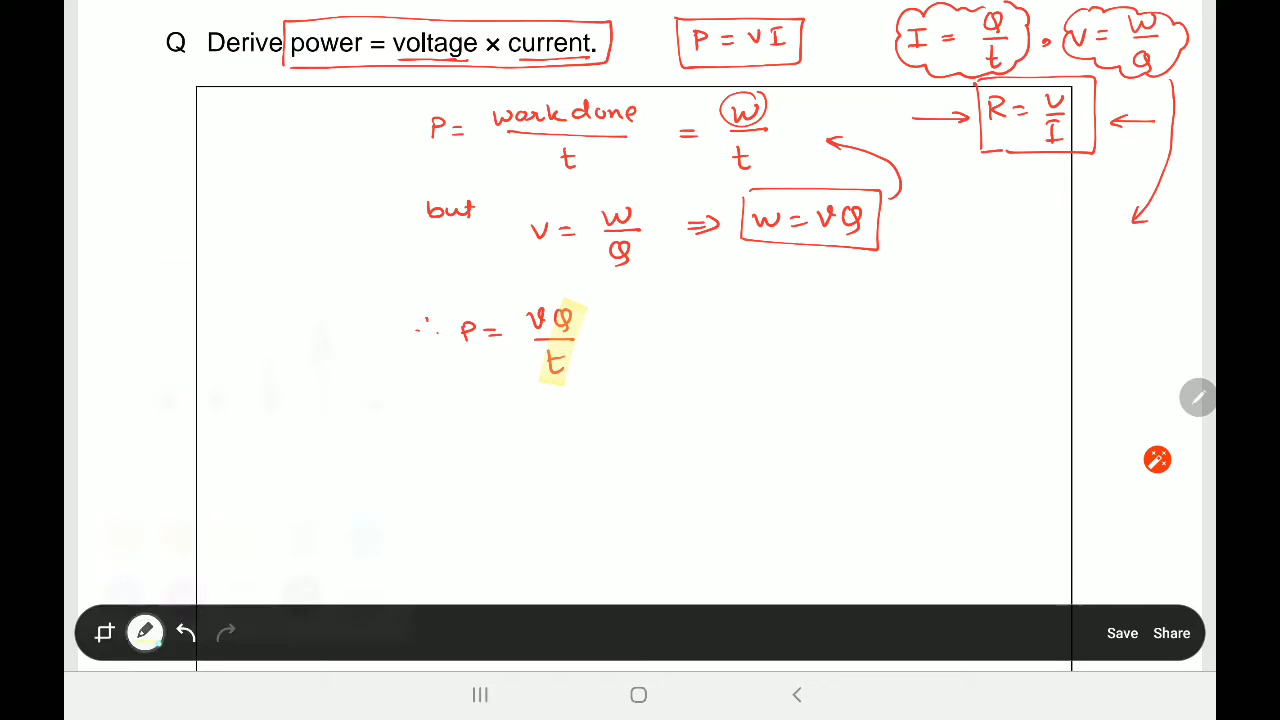 Q Derive power = voltage × current.
P = VI
I = Q/t , V = W/Q
R = V/I
P = work done/t = W/t
but V = W/Q ⇒ W = VQ
∴ P = VQ/t
Save Share